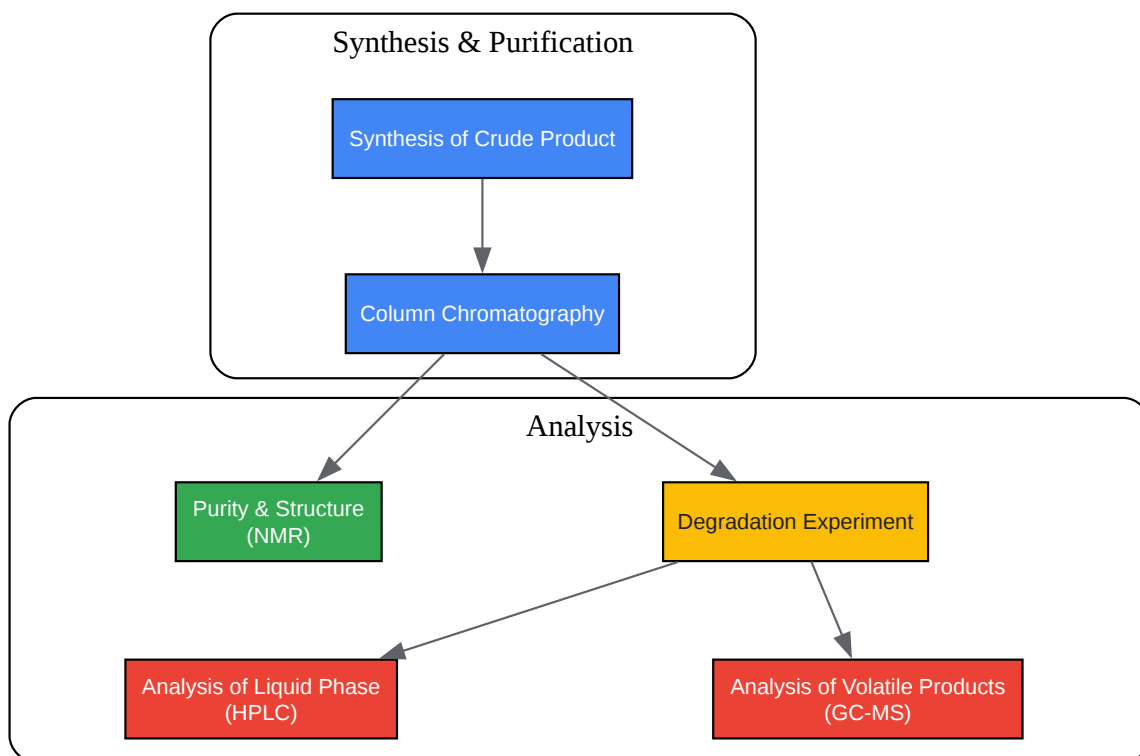 Synthesis & Purification
Synthesis of Crude Product
Column Chromatography
Analysis
Purity & Structure
(NMR)
Degradation Experiment
Analysis of Liquid Phase
(HPLC)
Analysis of Volatile Products
(GC-MS)